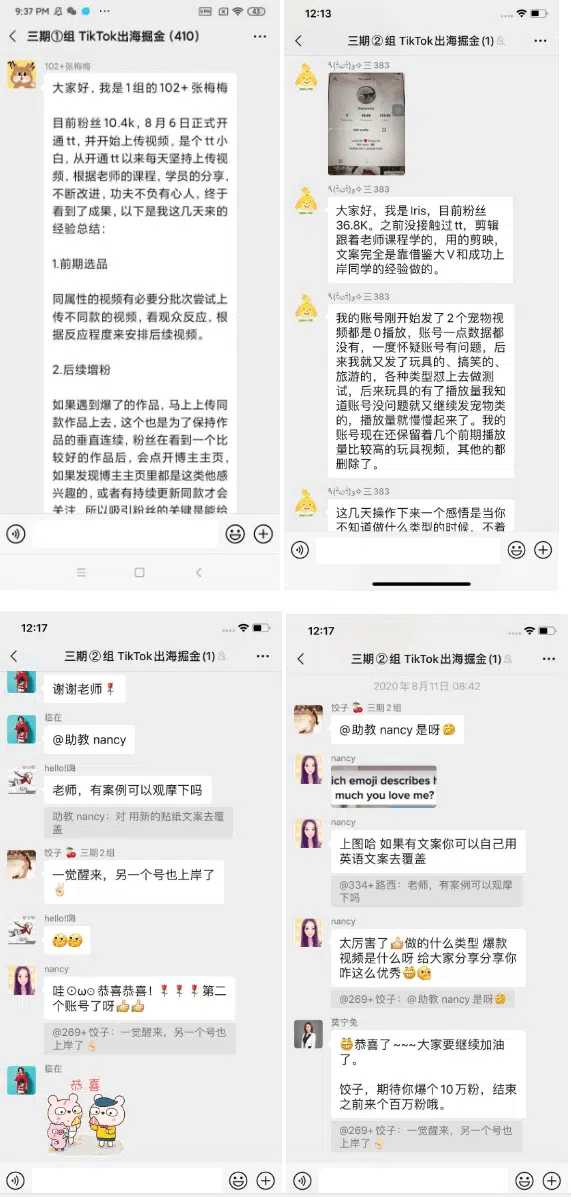 9:37 PM
VPN
43
三期①组 TikTok出海掘金 (410)
102+张梅梅
大家好，我是1组的102+ 张梅梅
目前粉丝10.4k，8月6日正式开
通tt，并开始上传视频，是个tt小
白，从开通tt以来每天坚持上传视
频，根据老师的课程，学员的分享，
不断改进，功夫不负有心人，终于
看到了成果，以下是我这几天来的
经验总结：
1.前期选品
同属性的视频有必要分批次尝试上
传不同款的视频，看观众反应，根
据反应程度来安排后续视频。
2.后续增粉
如果遇到爆了的作品，马上上传同
款作品上去，这个也是为了保持作
品的垂直连续，粉丝在看到一个比
较好的作品后，会点开博主主页，
如果发现博主主页里都是这类他感
兴趣的，或者有持续更新同款才会
关注，所以吸引粉丝的关键是能给
12:13
三期②组 TikTok出海掘金(1)
三 383
三 383
大家好，我是Iris，目前粉丝
36.8K。之前没接触过tt，剪辑
跟着老师课程学的，用的剪映，
文案完全是靠借鉴大V和成功上
岸同学的经验做的。
三 383
我的账号刚开始发了2个宠物视
频都是0播放，账号一点数据都
没有，一度怀疑账号有问题，后
来我就又发了玩具的、搞笑的、
旅游的，各种类型怼上去做测
试，后来玩具的有了播放量我知
道账号没问题就又继续发宠物类
的，播放量就慢慢起来了。我的
账号现在还保留着几个前期播放
量比较高的玩具视频，其他的都
删除了。
三 383
这几天操作下来一个感悟是当你
不知道做什么类型的时候，不着
12:17
三期②组 TikTok出海掘金(1)
谢谢老师🌹
临在
@助教 nancy
hello!嗨
老师，有案例可以观摩下吗
助教 nancy：对 用新的贴纸文案去覆
盖
饺子🍒 三期2组
一觉醒来，另一个号也上岸了
✌🏻
hello!嗨
nancy
哇⊙ω⊙恭喜恭喜！🌹🌹🌹第二
个账号了呀👍👍
@269+饺子：一觉醒来，另一个号也
上岸了✌🏻
临在
恭喜
12:17
三期②组 TikTok出海掘金(1)
2020年8月11日 08:42
饺子🍒 三期2组
@助教 nancy 是呀
nancy
ich emoji describes h
much you love me?
nancy
上图哈 如果有文案你可以自己用
英语文案去覆盖
@334+路西：老师，有案例可以观摩
下吗
nancy
太厉害了👍做的什么类型 爆款
视频是什么呀 给大家分享分享你
咋这么优秀
@269+饺子：@助教 nancy 是呀
莫宁兔
恭喜了~~~大家要继续加油
了。
饺子，期待你爆个10万粉，结束
之前来个百万粉哦。
@269+饺子：一觉醒来，另一个号也
上岸了✌🏻